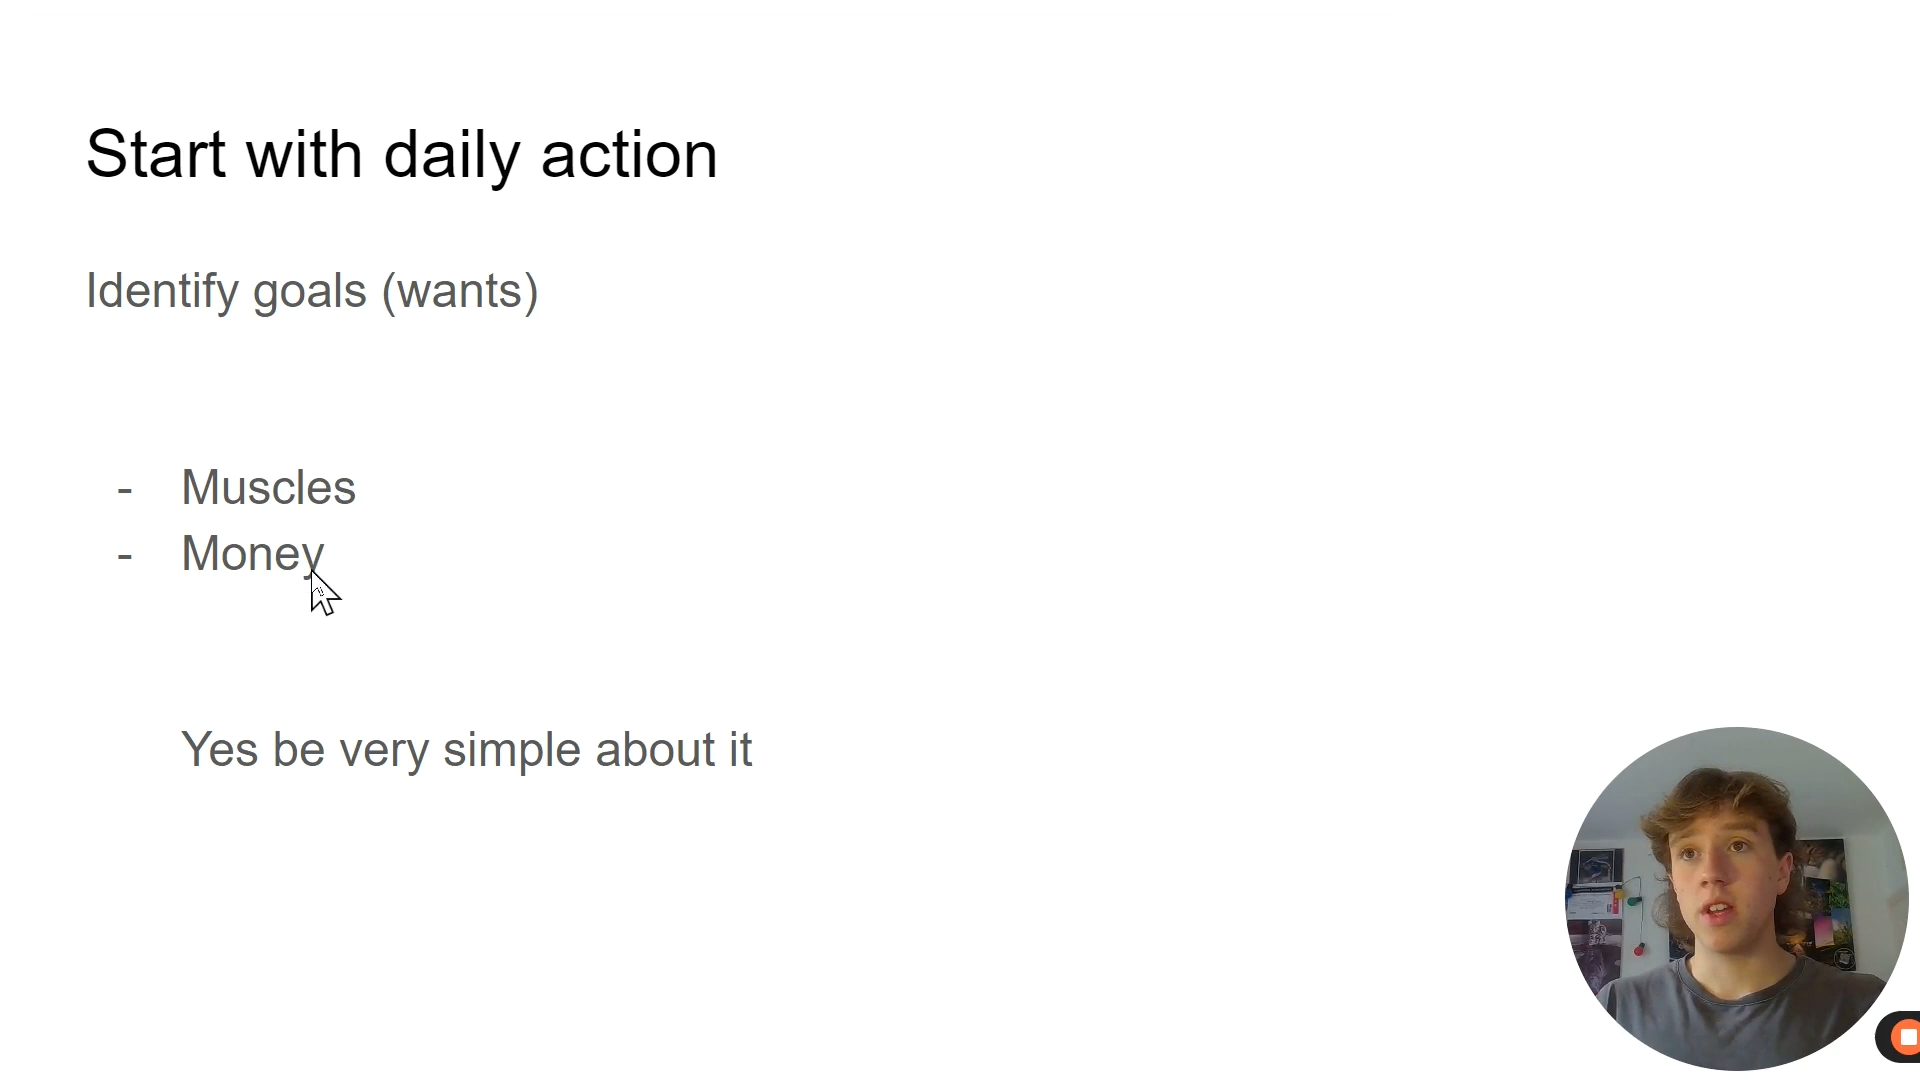 Start with daily action
Identify goals (wants)
- Muscles
- Money
Yes be very simple about it